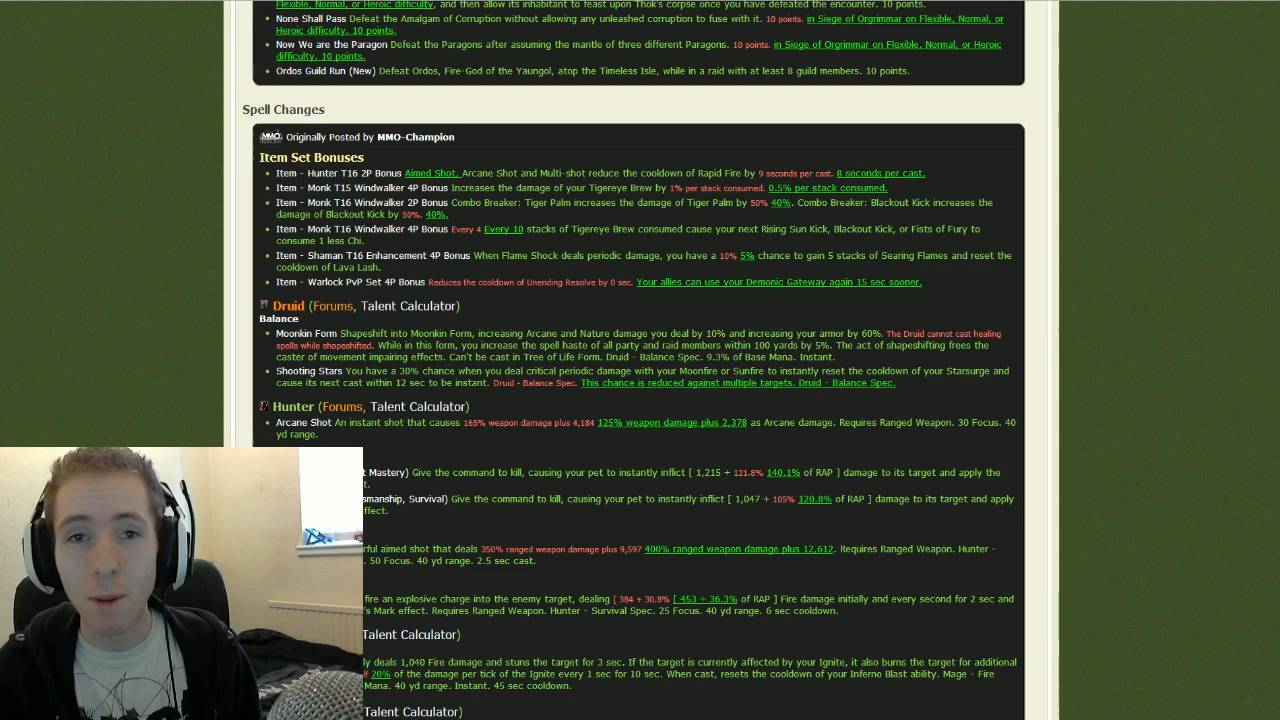 Flexible, Normal, or Heroic difficulty, and then allow its inhabitant to feast upon Thok's corpse once you have defeated the encounter. 10 points.
None Shall Pass Defeat the Amalgam of Corruption without allowing any unleashed corruption to fuse with it. 10 points. in Siege of Orgrimmar on Flexible, Normal, or
Heroic difficulty. 10 points.
Now We are the Paragon Defeat the Paragons after assuming the mantle of three different Paragons. 10 points. in Siege of Orgrimmar on Flexible, Normal, or Heroic
difficulty. 10 points.
Ordos Guild Run (New) Defeat Ordos, Fire-God of the Yaungol, atop the Timeless Isle, while in a raid with at least 8 guild members. 10 points.
Spell Changes
MMO Originally Posted by MMO-Champion
Item Set Bonuses
Item - Hunter T16 2P Bonus Aimed Shot, Arcane Shot and Multi-shot reduce the cooldown of Rapid Fire by 9 seconds per cast. 8 seconds per cast.
Item - Monk T15 Windwalker 4P Bonus Increases the damage of your Tigereye Brew by 1% per stack consumed. 0.5% per stack consumed.
Item - Monk T16 Windwalker 2P Bonus Combo Breaker: Tiger Palm increases the damage of Tiger Palm by 50% 40%. Combo Breaker: Blackout Kick increases the
damage of Blackout Kick by 50%. 40%.
Item - Monk T16 Windwalker 4P Bonus Every 4 Every 10 stacks of Tigereye Brew consumed cause your next Rising Sun Kick, Blackout Kick, or Fists of Fury to
consume 1 less Chi.
Item - Shaman T16 Enhancement 4P Bonus When Flame Shock deals periodic damage, you have a 10% 5% chance to gain 5 stacks of Searing Flames and reset the
cooldown of Lava Lash.
Item - Warlock PvP Set 4P Bonus Reduces the cooldown of Unending Resolve by 0 sec. Your allies can use your Demonic Gateway again 15 sec sooner.
Druid (Forums, Talent Calculator)
Balance
Moonkin Form Shapeshift into Moonkin Form, increasing Arcane and Nature damage you deal by 10% and increasing your armor by 60%. The Druid cannot cast healing
spells while shapeshifted. While in this form, you increase the spell haste of all party and raid members within 100 yards by 5%. The act of shapeshifting frees the
caster of movement impairing effects. Can't be cast in Tree of Life Form. Druid - Balance Spec. 9.3% of Base Mana. Instant.
Shooting Stars You have a 30% chance when you deal critical periodic damage with your Moonfire or Sunfire to instantly reset the cooldown of your Starsurge and
cause its next cast within 12 sec to be instant. Druid - Balance Spec. This chance is reduced against multiple targets. Druid - Balance Spec.
Hunter (Forums, Talent Calculator)
Arcane Shot An instant shot that causes 165% weapon damage plus 4,184 125% weapon damage plus 2,378 as Arcane damage. Requires Ranged Weapon. 30 Focus. 40
yd range.
t Mastery) Give the command to kill, causing your pet to instantly inflict [ 1,215 + 121.8% 140.1% of RAP ] damage to its target and apply the
t.
smanship, Survival) Give the command to kill, causing your pet to instantly inflict [ 1,047 + 105% 120.8% of RAP ] damage to its target and apply
effect.
rful aimed shot that deals 350% ranged weapon damage plus 9,597 400% ranged weapon damage plus 12,612. Requires Ranged Weapon. Hunter -
. 50 Focus. 40 yd range. 2.5 sec cast.
fire an explosive charge into the enemy target, dealing [ 384 + 30.8% [ 453 + 36.3% of RAP ] Fire damage initially and every second for 2 sec and
's Mark effect. Requires Ranged Weapon. Hunter - Survival Spec. 25 Focus. 40 yd range. 6 sec cooldown.
Talent Calculator)
ly deals 1,040 Fire damage and stuns the target for 3 sec. If the target is currently affected by your Ignite, it also burns the target for additional
lf 20% of the damage per tick of the Ignite every 1 sec for 10 sec. When cast, resets the cooldown of your Inferno Blast ability. Mage - Fire
Mana. 40 yd range. Instant. 45 sec cooldown.
Talent Calculator)